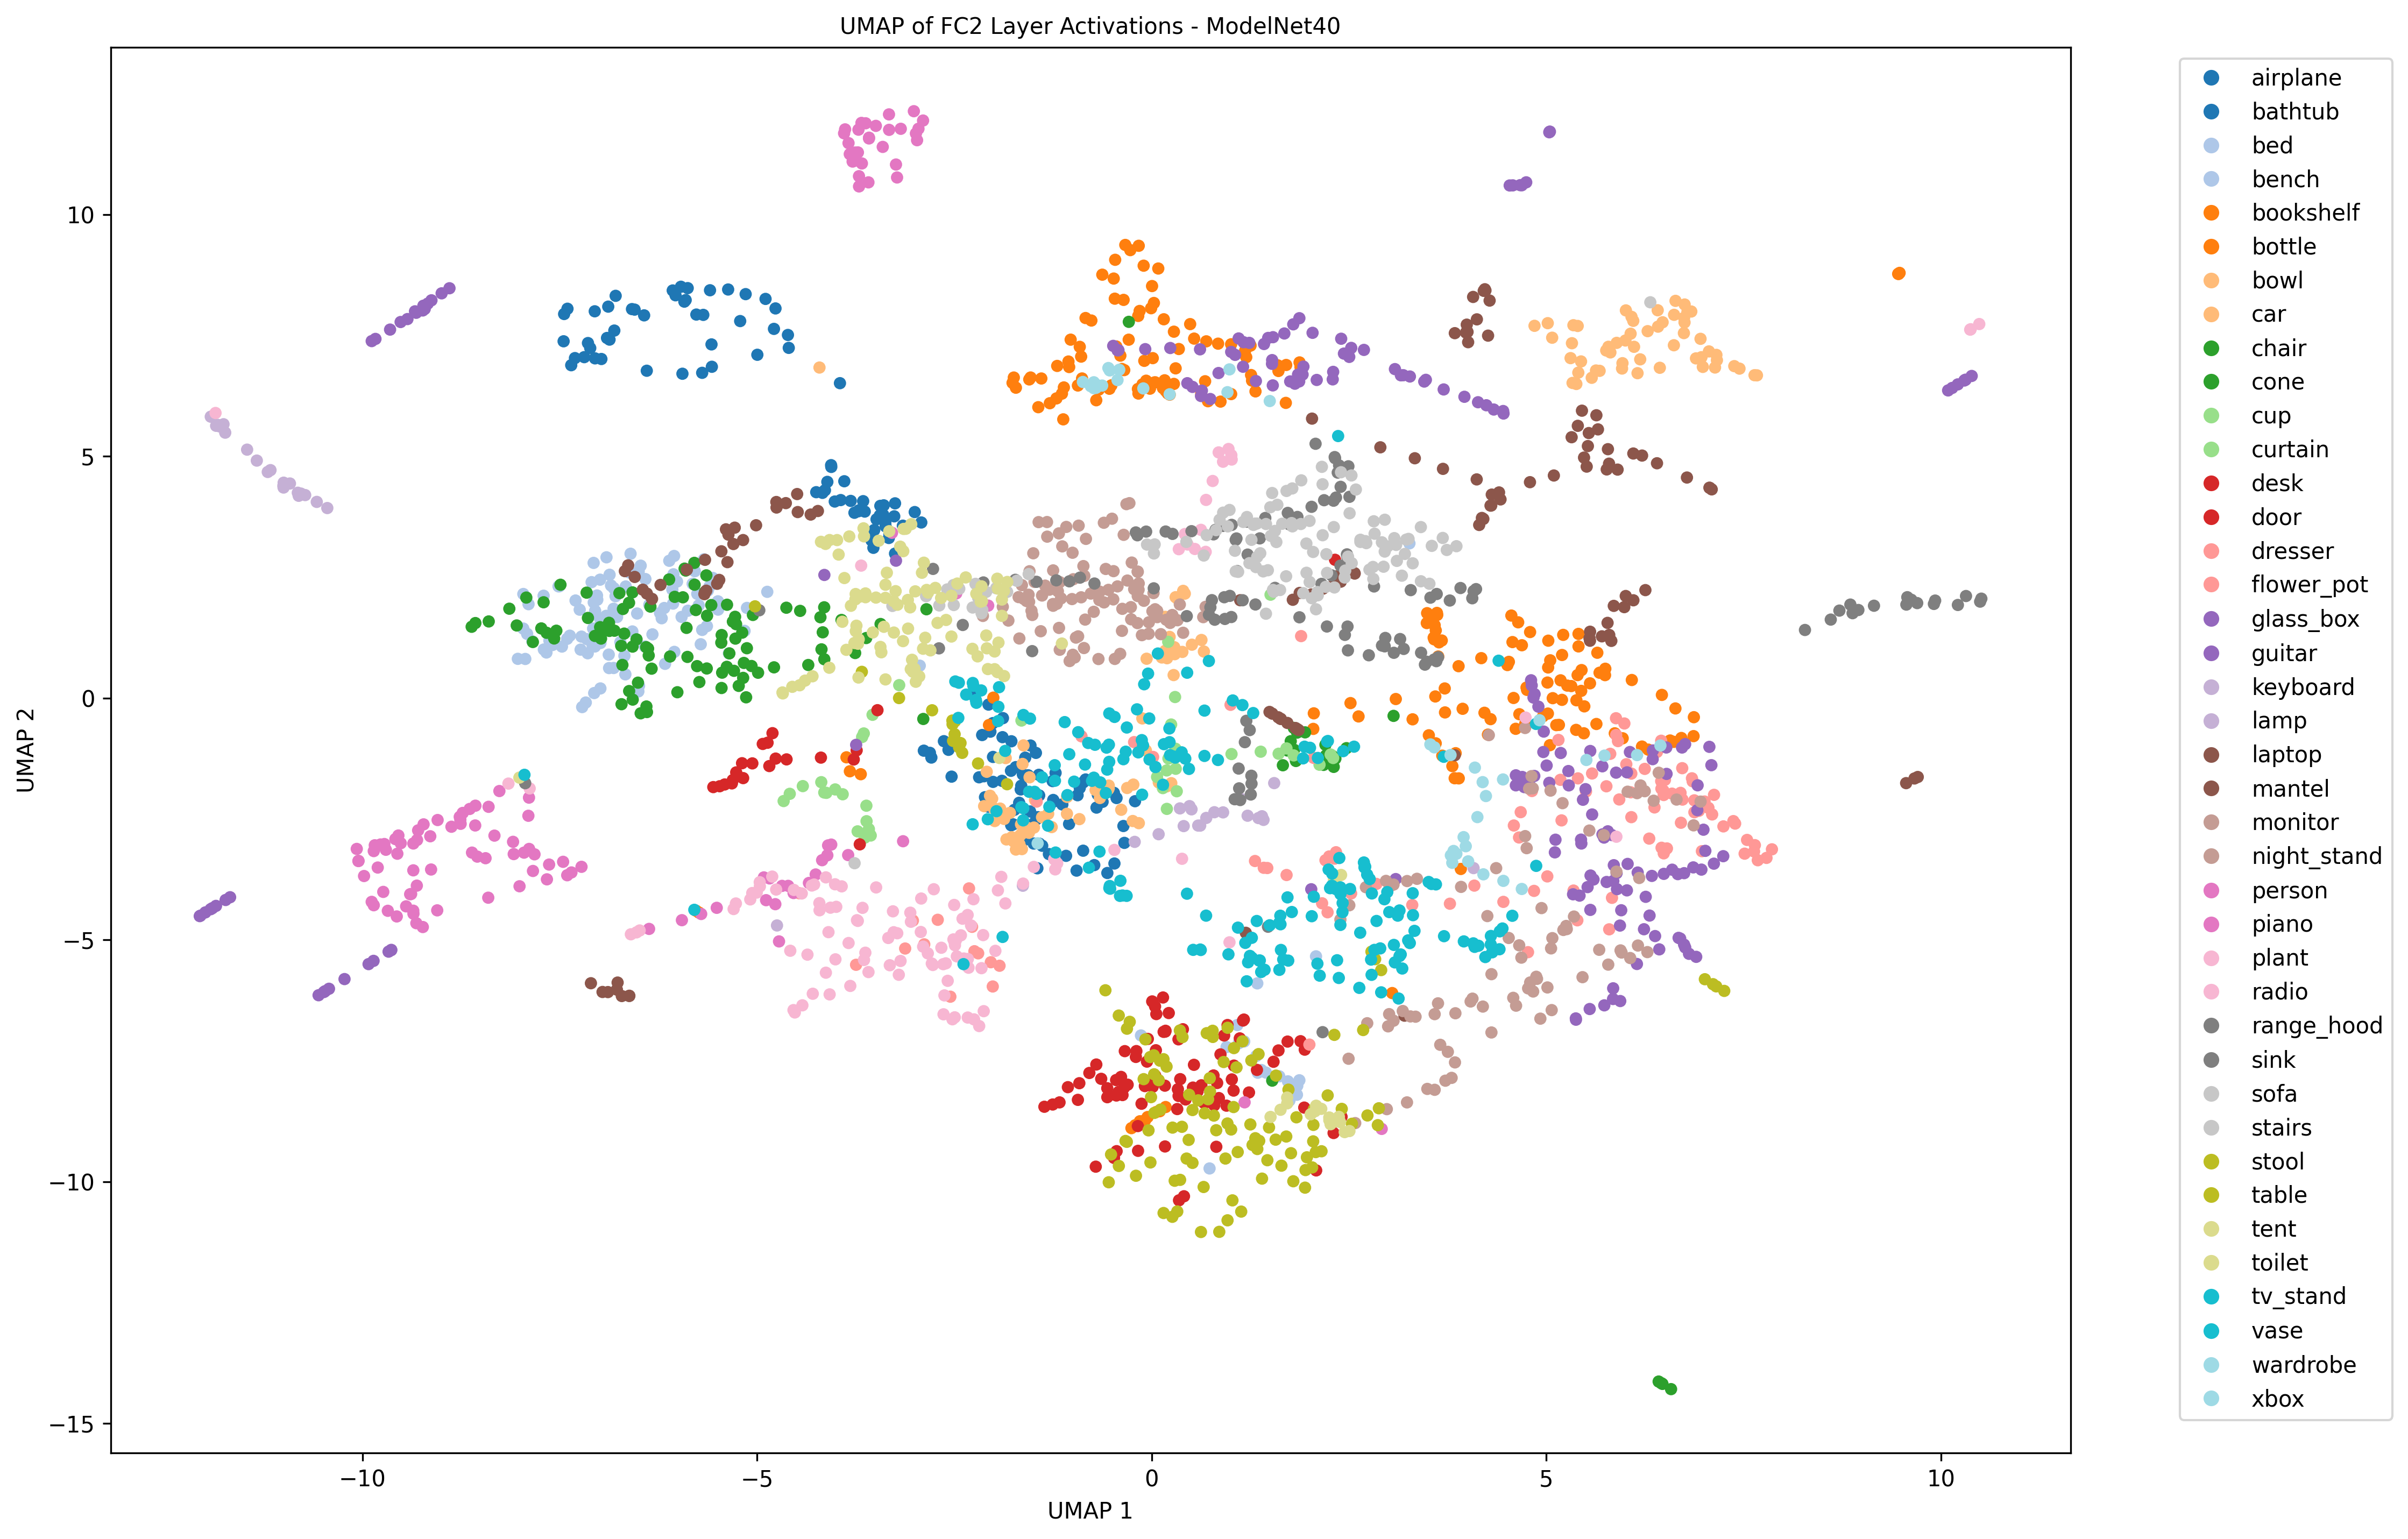 UMAP of FC2 Layer Activations - ModelNet40
10
5
0
−5
−10
−15
UMAP 2
−10
−5
0
5
10
UMAP 1
airplane
bathtub
bed
bench
bookshelf
bottle
bowl
car
chair
cone
cup
curtain
desk
door
dresser
flower_pot
glass_box
guitar
keyboard
lamp
laptop
mantel
monitor
night_stand
person
piano
plant
radio
range_hood
sink
sofa
stairs
stool
table
tent
toilet
tv_stand
vase
wardrobe
xbox